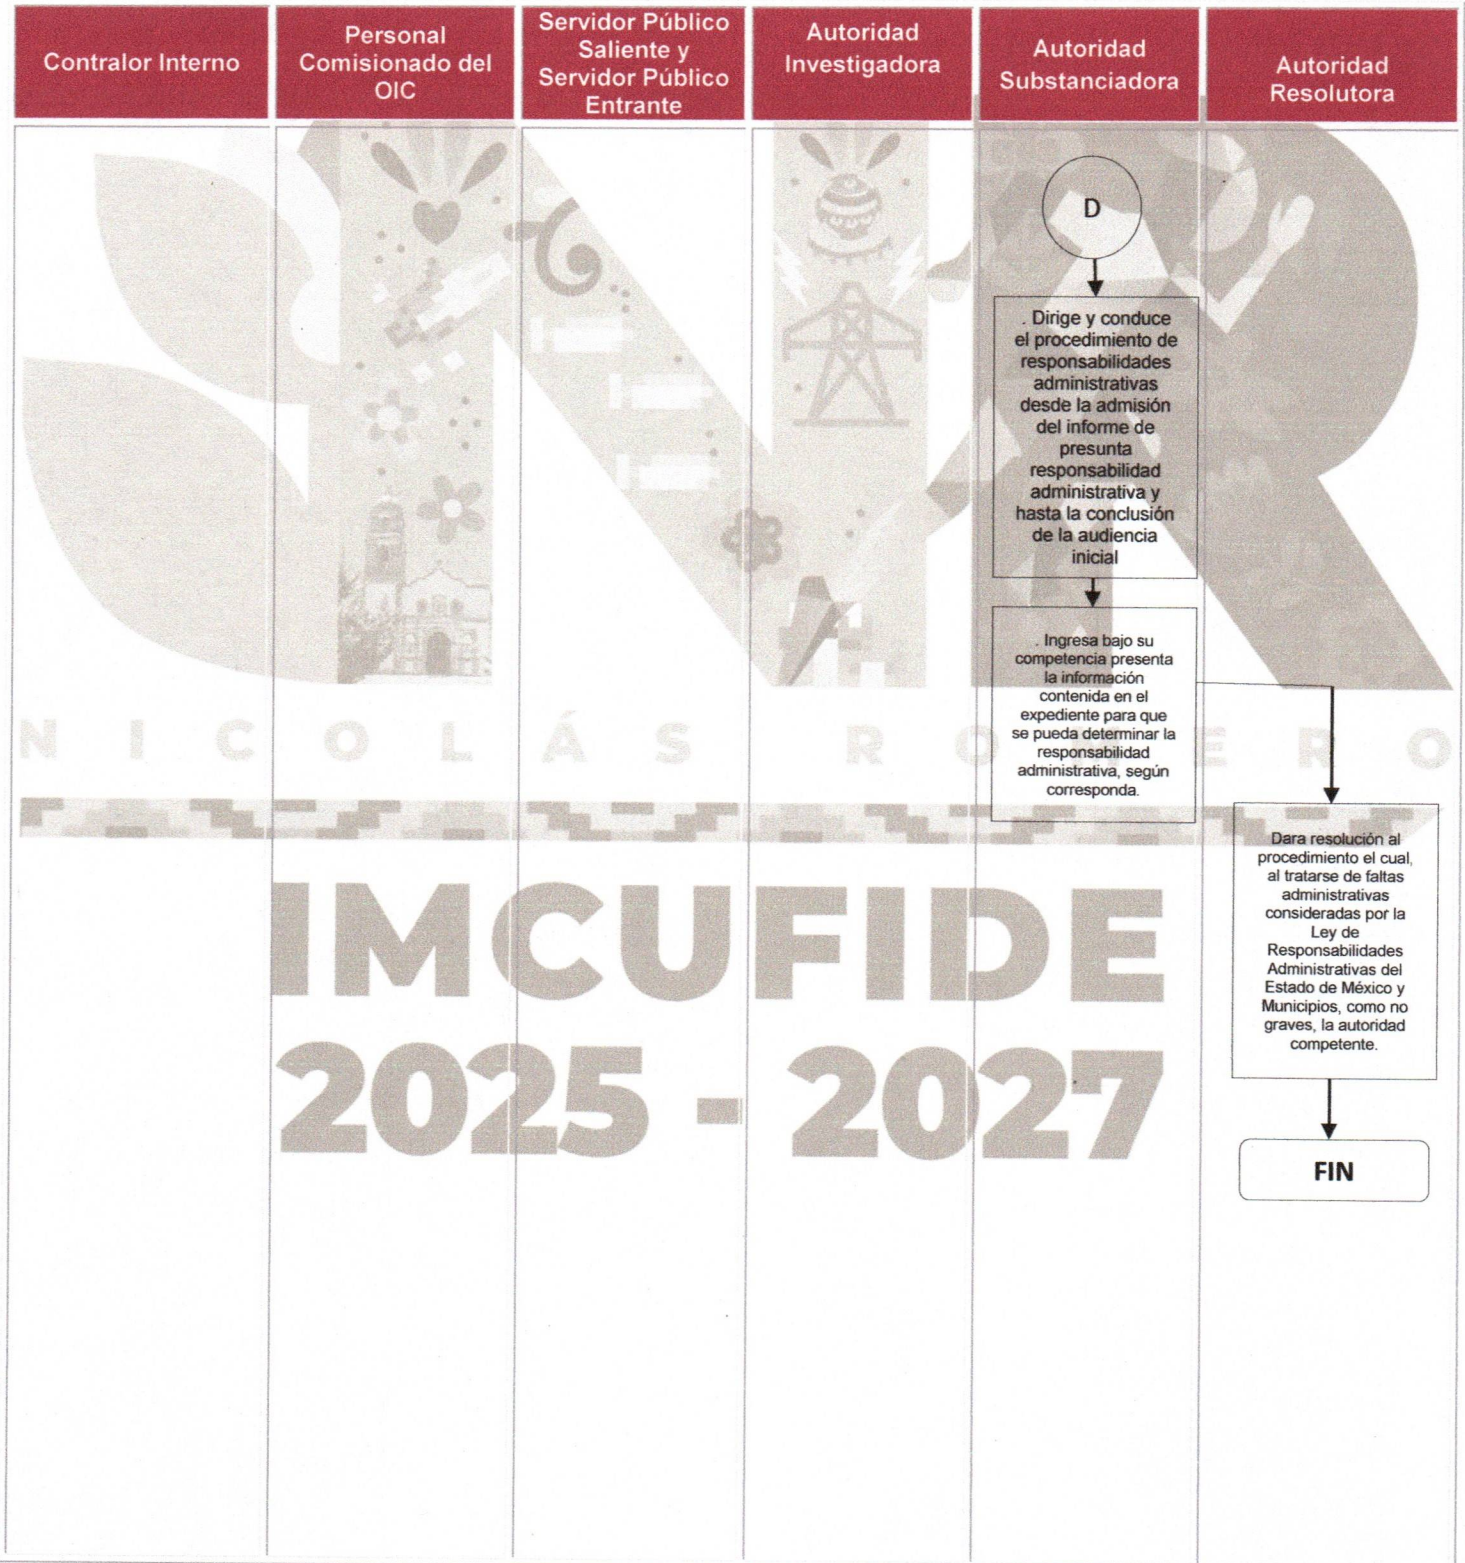 Contralor Interno
Personal
Comisionado del
OIC
Servidor Público
Saliente y
Servidor Público
Entrante
Autoridad
Investigadora
Autoridad
Substanciadora
Autoridad
Resolutora
D
. Dirige y conduce
el procedimiento de
responsabilidades
administrativas
desde la admisión
del informe de
presunta
responsabilidad
administrativa y
hasta la conclusión
de la audiencia
inicial
. Ingresa bajo su
competencia presenta
la información
contenida en el
expediente para que
se pueda determinar la
responsabilidad
administrativa, según
corresponda.
Dara resolución al
procedimiento el cual,
al tratarse de faltas
administrativas
consideradas por la
Ley de
Responsabilidades
Administrativas del
Estado de México y
Municipios, como no
graves, la autoridad
competente.
FIN
SNR
NICOLÁS ROMERO
IMCUFIDE
2025 - 2027